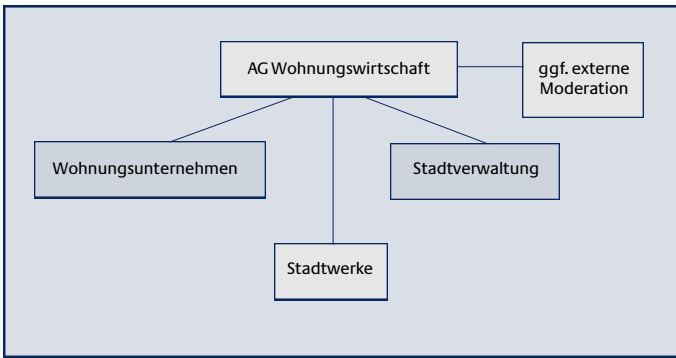 AG Wohnungswirtschaft
ggf. externe
Moderation
Wohnungsunternehmen
Stadtverwaltung
Stadtwerke